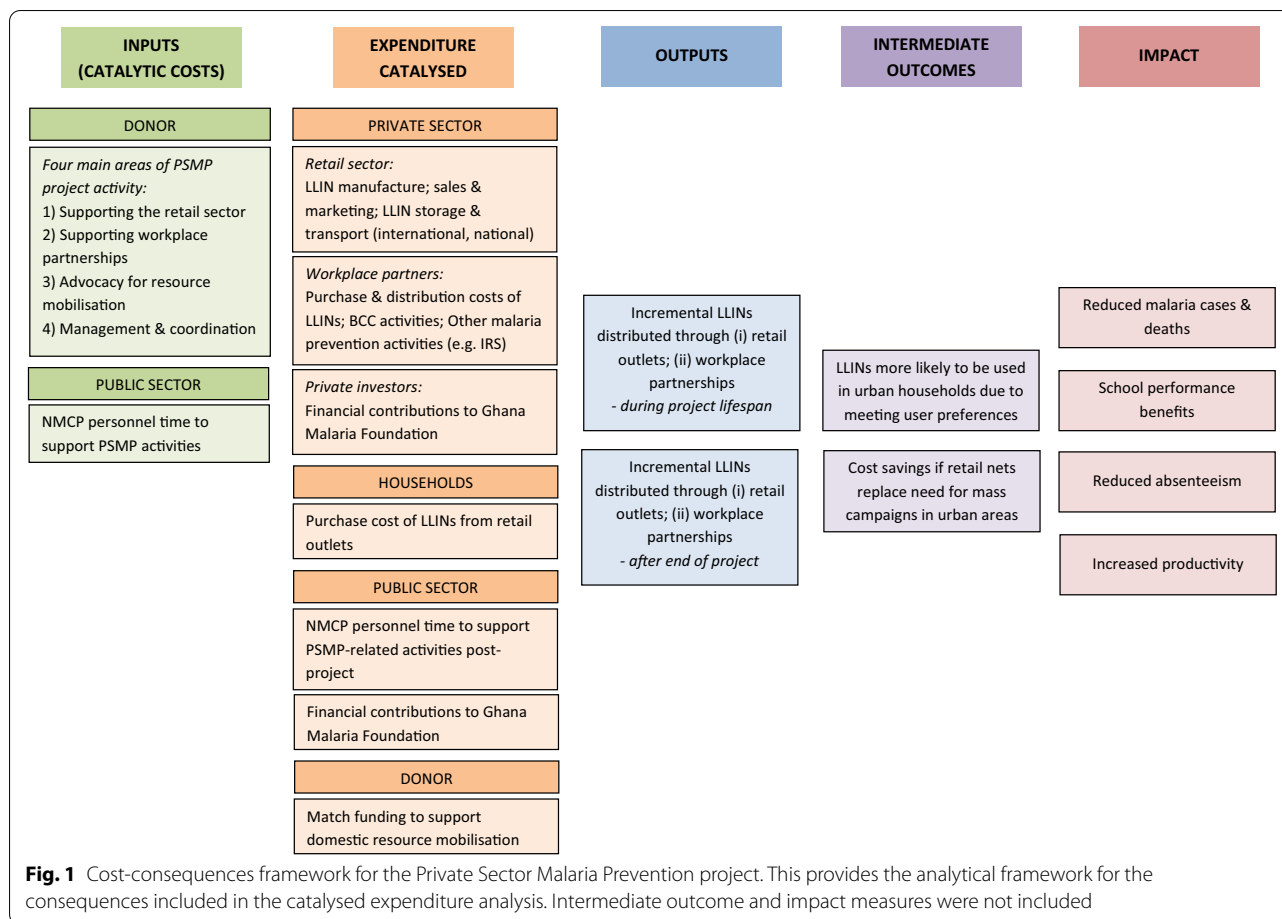 INPUTS
(CATALYTIC COSTS)
DONOR
Four main areas of PSMP
project activity:
1) Supporting the retail sector
2) Supporting workplace
partnerships
3) Advocacy for resource
mobilisation
4) Management & coordination
PUBLIC SECTOR
NMCP personnel time to
support PSMP activities
EXPENDITURE
CATALYSED
PRIVATE SECTOR
Retail sector:
LLIN manufacture; sales &
marketing; LLIN storage &
transport (international, national)
Workplace partners:
Purchase & distribution costs of
LLINs; BCC activities; Other malaria
prevention activities (e.g. IRS)
Private investors:
Financial contributions to Ghana
Malaria Foundation
HOUSEHOLDS
Purchase cost of LLINs from retail
outlets
PUBLIC SECTOR
NMCP personnel time to support
PSMP-related activities post-
project
Financial contributions to Ghana
Malaria Foundation
DONOR
Match funding to support
domestic resource mobilisation
OUTPUTS
Incremental LLINs
distributed through (i) retail
outlets; (ii) workplace
partnerships
- during project lifespan
Incremental LLINs
distributed through (i) retail
outlets; (ii) workplace
partnerships
- after end of project
INTERMEDIATE
OUTCOMES
LLINs more likely to be used
in urban households due to
meeting user preferences
Cost savings if retail nets
replace need for mass
campaigns in urban areas
IMPACT
Reduced malaria cases &
deaths
School performance
benefits
Reduced absenteeism
Increased productivity
Fig. 1 Cost-consequences framework for the Private Sector Malaria Prevention project. This provides the analytical framework for the
consequences included in the catalysed expenditure analysis. Intermediate outcome and impact measures were not included